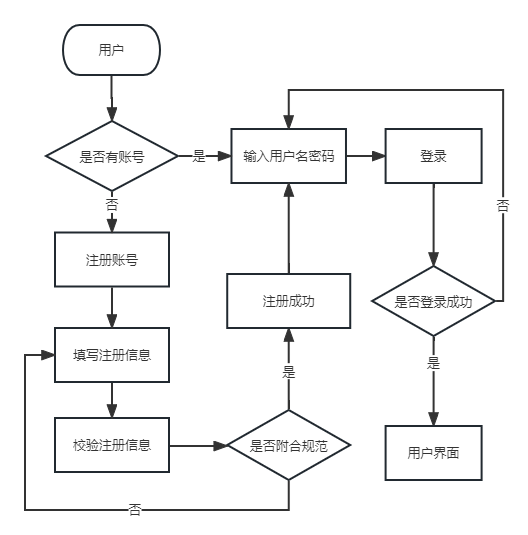 用户
是否有账号
是
输入用户名密码
登录
否
否
注册账号
注册成功
是否登录成功
填写注册信息
是
是
校验注册信息
是否附合规范
用户界面
否